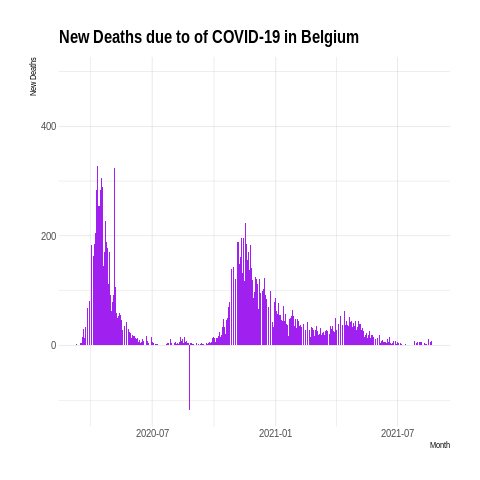 New Deaths due to of COVID-19 in Belgium
New Deaths
400
200
0
2020-07
2021-01
2021-07
Month